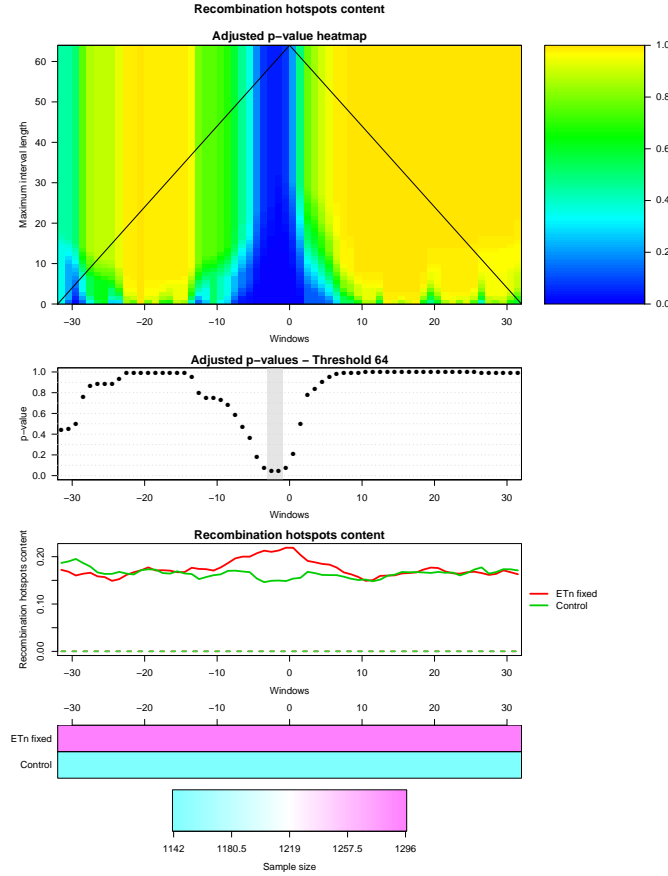 Recombination hotspots content
Adjusted p−value heatmap
Maximum interval length
60
50
40
30
20
10
0
−30 −20 −10 0 10 20 30
Windows
1.0
0.8
0.6
0.4
0.2
0.0
Adjusted p−values − Threshold 64
p−value
1.0
0.8
0.6
0.4
0.2
0.0
−30 −20 −10 0 10 20 30
Windows
Recombination hotspots content
Recombination hotspots content
0.20
0.10
0.00
ETn fixed
Control
−30 −20 −10 0 10 20 30
Windows
−30 −20 −10 0 10 20 30
ETn fixed
Control
1142 1180.5 1219 1257.5 1296
Sample size